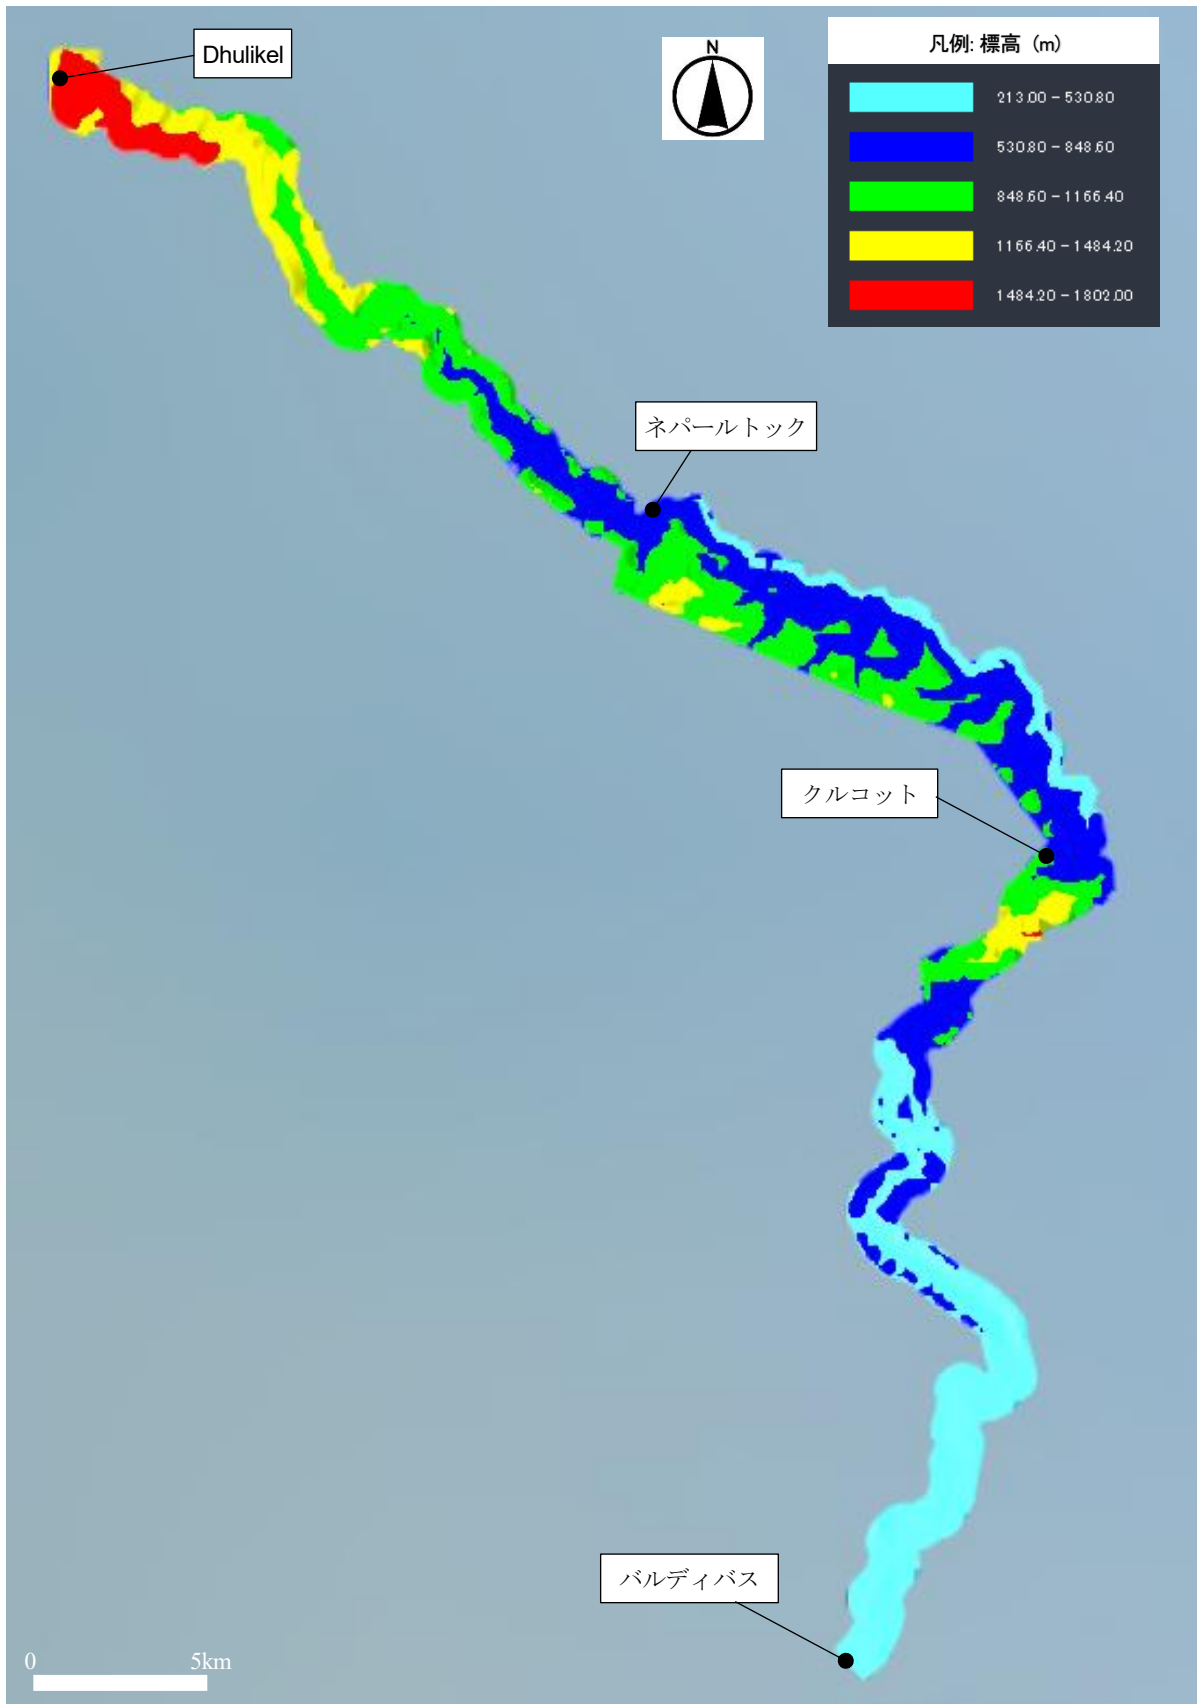 Dhulikel
N
凡例: 標高 (m)
213.00 - 530.80
530.80 - 848.60
848.60 - 1166.40
1166.40 - 1484.20
1484.20 - 1802.00
ネパールトック
クルコット
バルディバス
0 5km